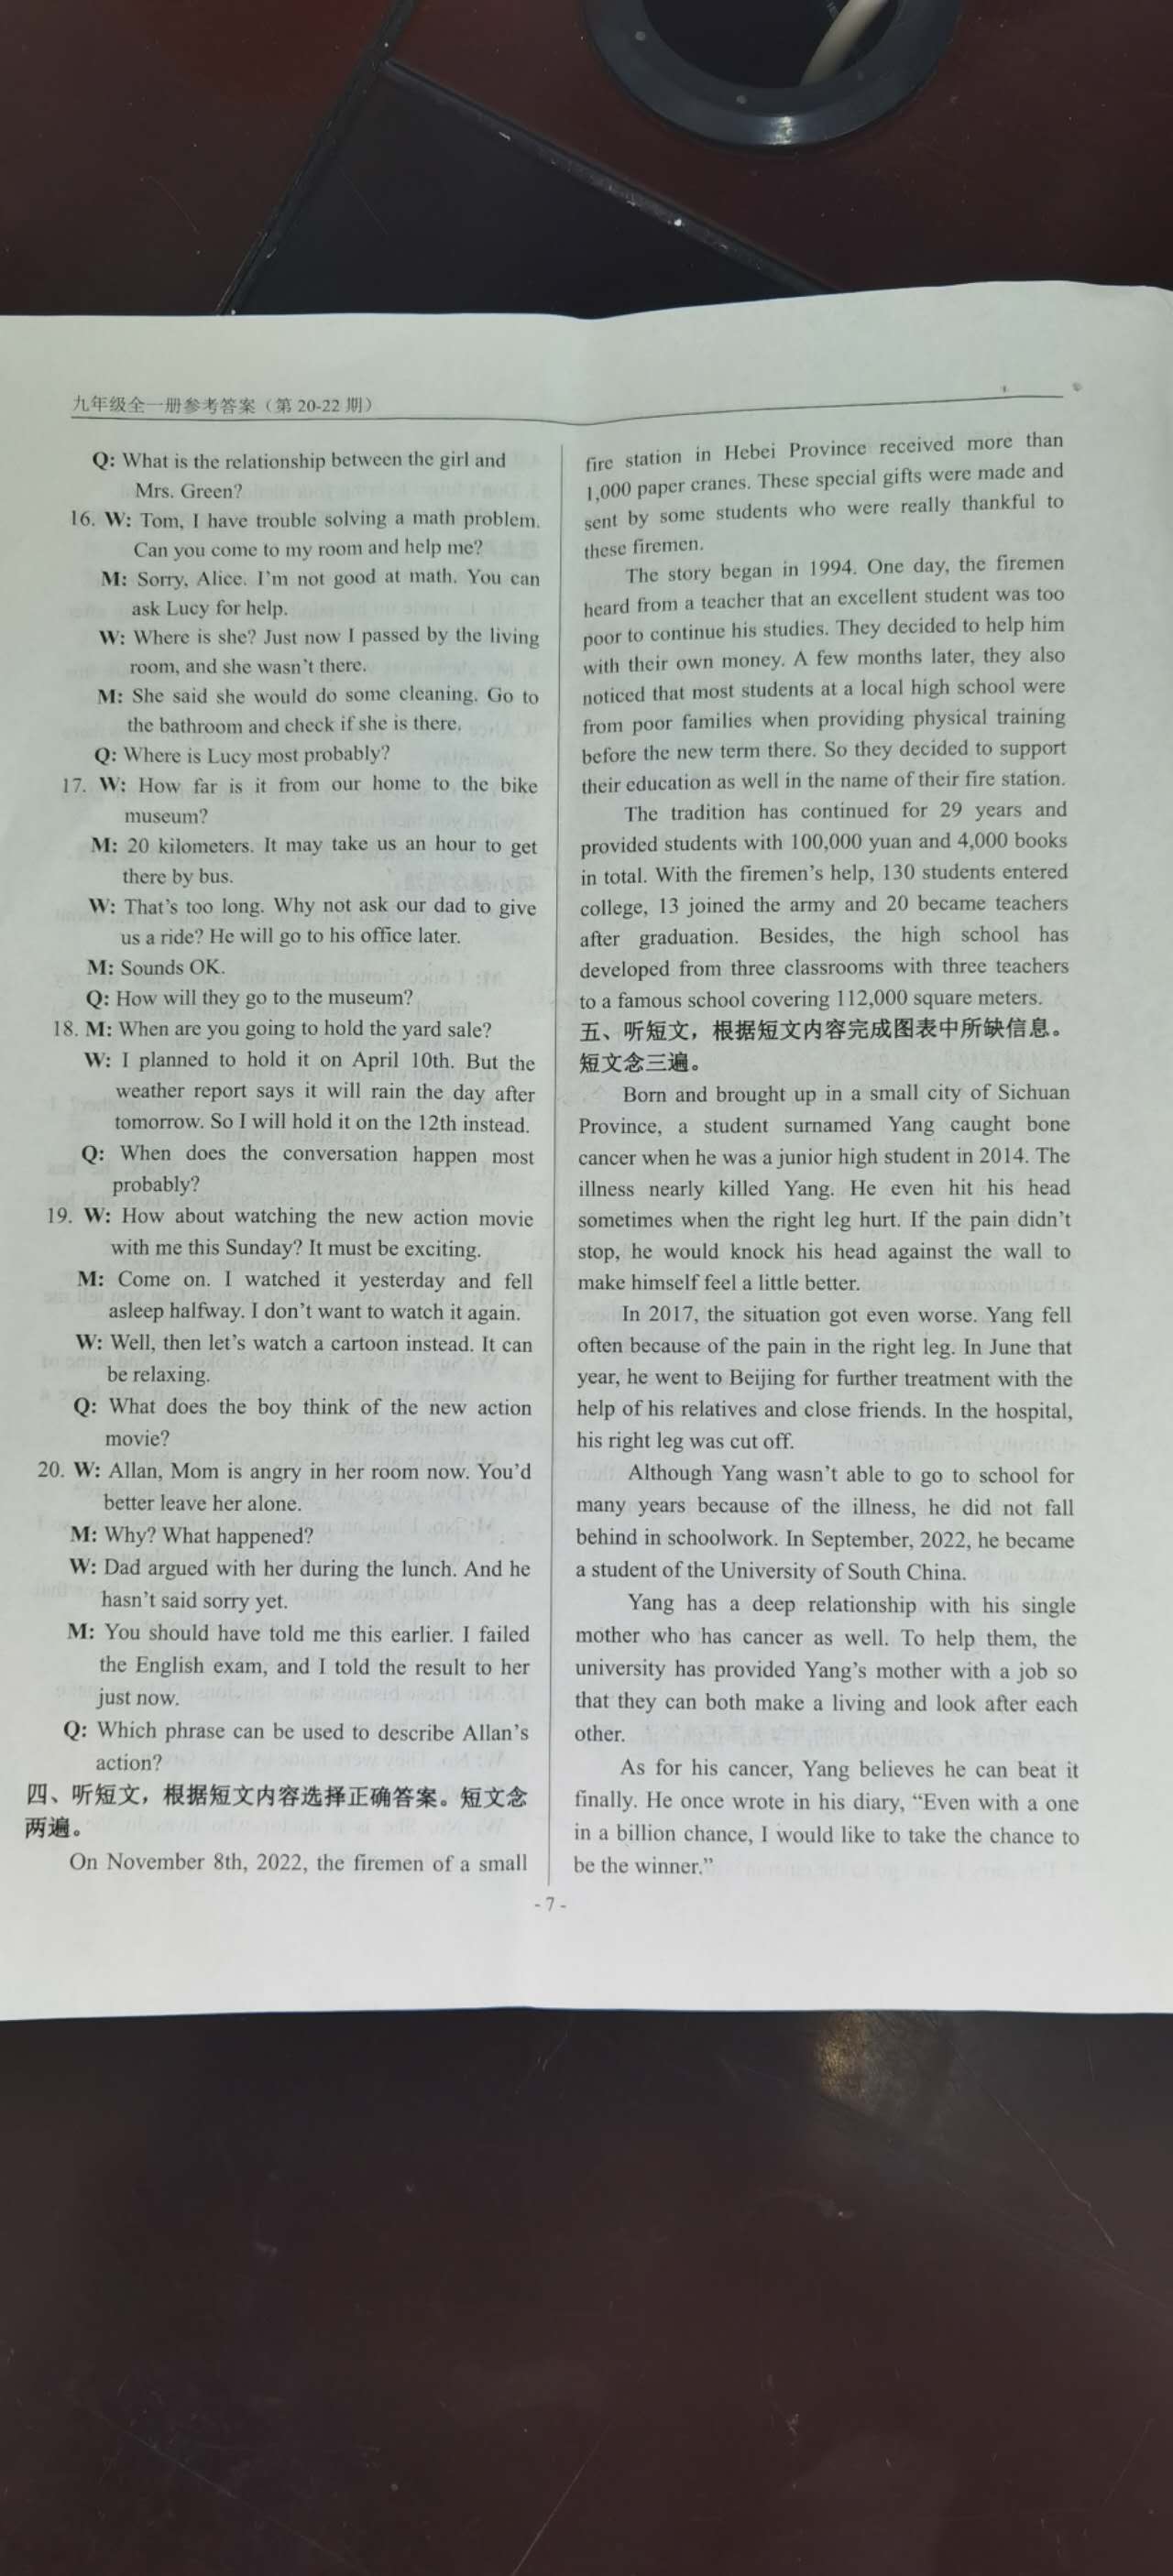 九年级全一册参考答案（第 20-22 期）
Q: What is the relationship between the girl and
Mrs. Green?
16. W: Tom, I have trouble solving a math problem.
Can you come to my room and help me?
M: Sorry, Alice. I'm not good at math. You can
ask Lucy for help.
W: Where is she? Just now I passed by the living
room, and she wasn't there.
M: She said she would do some cleaning. Go to
the bathroom and check if she is there.
Q: Where is Lucy most probably?
17. W: How far is it from our home to the bike
museum?
M: 20 kilometers. It may take us an hour to get
there by bus.
W: That's too long. Why not ask our dad to give
us a ride? He will go to his office later.
M: Sounds OK.
Q: How will they go to the museum?
18. M: When are you going to hold the yard sale?
W: I planned to hold it on April 10th. But the
weather report says it will rain the day after
tomorrow. So I will hold it on the 12th instead.
Q: When does the conversation happen most
probably?
19. W: How about watching the new action movie
with me this Sunday? It must be exciting.
M: Come on. I watched it yesterday and fell
asleep halfway. I don't want to watch it again.
W: Well, then let's watch a cartoon instead. It can
be relaxing.
Q: What does the boy think of the new action
movie?
20. W: Allan, Mom is angry in her room now. You'd
better leave her alone.
M: Why? What happened?
W: Dad argued with her during the lunch. And he
hasn't said sorry yet.
M: You should have told me this earlier. I failed
the English exam, and I told the result to her
just now.
Q: Which phrase can be used to describe Allan's
action?
四、听短文，根据短文内容选择正确答案。短文念
两遍。
On November 8th, 2022, the firemen of a small
fire station in Hebei Province received more than
1,000 paper cranes. These special gifts were made and
sent by some students who were really thankful to
these firemen.
The story began in 1994. One day, the firemen
heard from a teacher that an excellent student was too
poor to continue his studies. They decided to help him
with their own money. A few months later, they also
noticed that most students at a local high school were
from poor families when providing physical training
before the new term there. So they decided to support
their education as well in the name of their fire station.
The tradition has continued for 29 years and
provided students with 100,000 yuan and 4,000 books
in total. With the firemen's help, 130 students entered
college, 13 joined the army and 20 became teachers
after graduation. Besides, the high school has
developed from three classrooms with three teachers
to a famous school covering 112,000 square meters.
五、听短文，根据短文内容完成图表中所缺信息。
短文念三遍。
Born and brought up in a small city of Sichuan
Province, a student surnamed Yang caught bone
cancer when he was a junior high student in 2014. The
illness nearly killed Yang. He even hit his head
sometimes when the right leg hurt. If the pain didn't
stop, he would knock his head against the wall to
make himself feel a little better.
In 2017, the situation got even worse. Yang fell
often because of the pain in the right leg. In June that
year, he went to Beijing for further treatment with the
help of his relatives and close friends. In the hospital,
his right leg was cut off.
Although Yang wasn't able to go to school for
many years because of the illness, he did not fall
behind in schoolwork. In September, 2022, he became
a student of the University of South China.
Yang has a deep relationship with his single
mother who has cancer as well. To help them, the
university has provided Yang's mother with a job so
that they can both make a living and look after each
other.
As for his cancer, Yang believes he can beat it
finally. He once wrote in his diary, “Even with a one
in a billion chance, I would like to take the chance to
be the winner.”
- 7 -